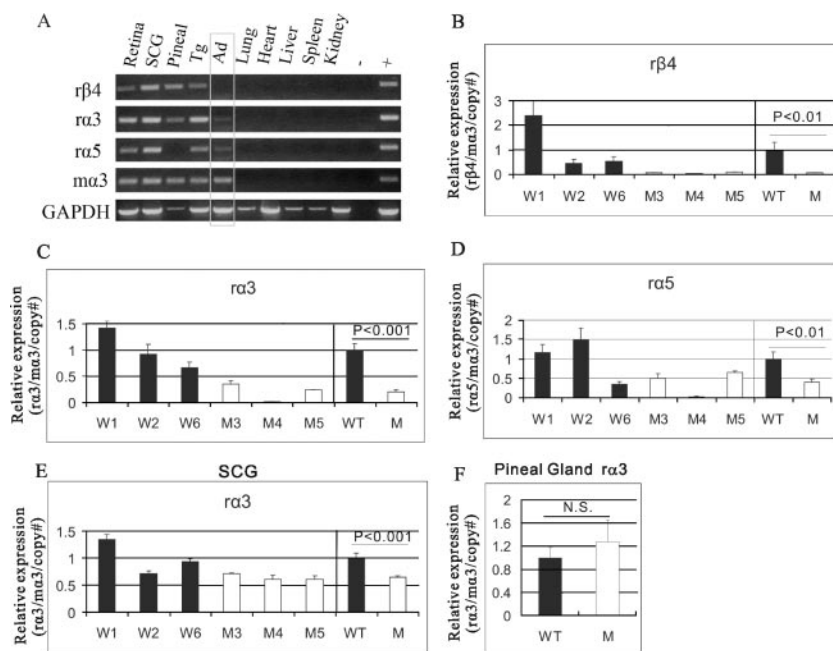 A
Retina SCG Pineal Tg Ad Lung Heart Liver Spleen Kidney - +
rβ4
rα3
rα5
mα3
GAPDH
B
rβ4
Relative expression
(rβ4/mα3/copy#)
3
2
1
0
P<0.01
W1 W2 W6 M3 M4 M5 WT M
C
rα3
Relative expression
(rα3/mα3/copy#)
1.5
1
0.5
0
P<0.001
W1 W2 W6 M3 M4 M5 WT M
D
rα5
Relative expression
(rα5/mα3/copy#)
2
1.5
1
0.5
0
P<0.01
W1 W2 W6 M3 M4 M5 WT M
E
SCG
rα3
Relative expression
(rα3/mα3/copy#)
1.5
1
0.5
0
P<0.001
W1 W2 W6 M3 M4 M5 WT M
F
Pineal Gland rα3
Relative expression
(rα3/mα3/copy#)
2
1.6
1.2
0.8
0.4
0
N.S.
WT M